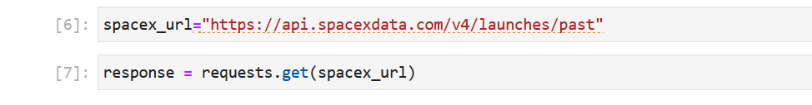 [6]: spacex_url="https://api.spacexdata.com/v4/launches/past"
[7]: response = requests.get(spacex_url)